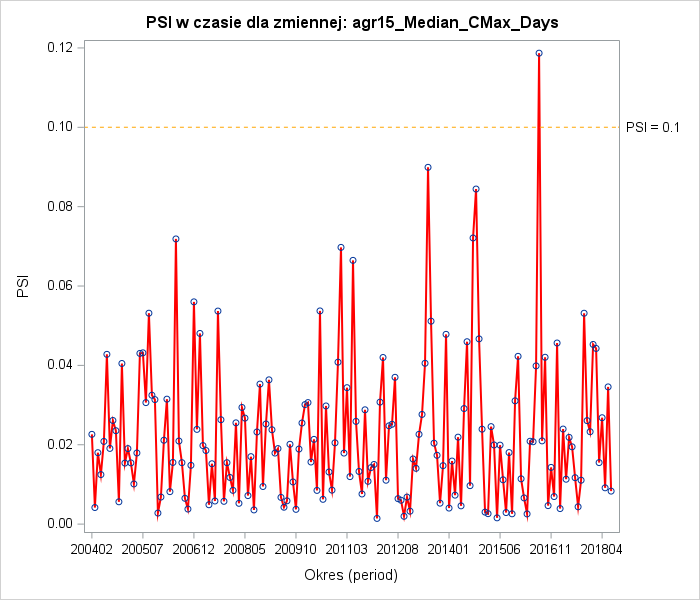 PSI w czasie dla zmiennej: agr15_Median_CMax_Days
0.12
0.10
0.08
0.06
0.04
0.02
0.00
PSI
PSI = 0.1
200402 200507 200612 200805 200910 201103 201208 201401 201506 201611 201804
Okres (period)